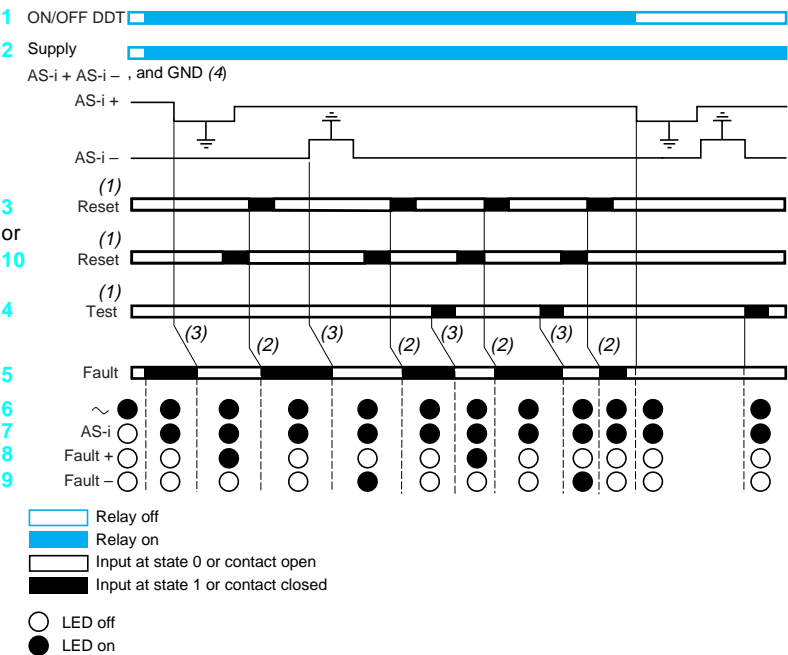 1 ON/OFF DDT
2 Supply
AS-i + AS-i – , and GND (4)
AS-i +
AS-i –
(1)
3 Reset
or
(1)
10 Reset
(1)
4 Test
(3) (2) (3) (2) (3) (2) (3) (2)
5 Fault
6 ~
7 AS-i
8 Fault +
9 Fault –
Relay off
Relay on
Input at state 0 or contact open
Input at state 1 or contact closed
LED off
LED on